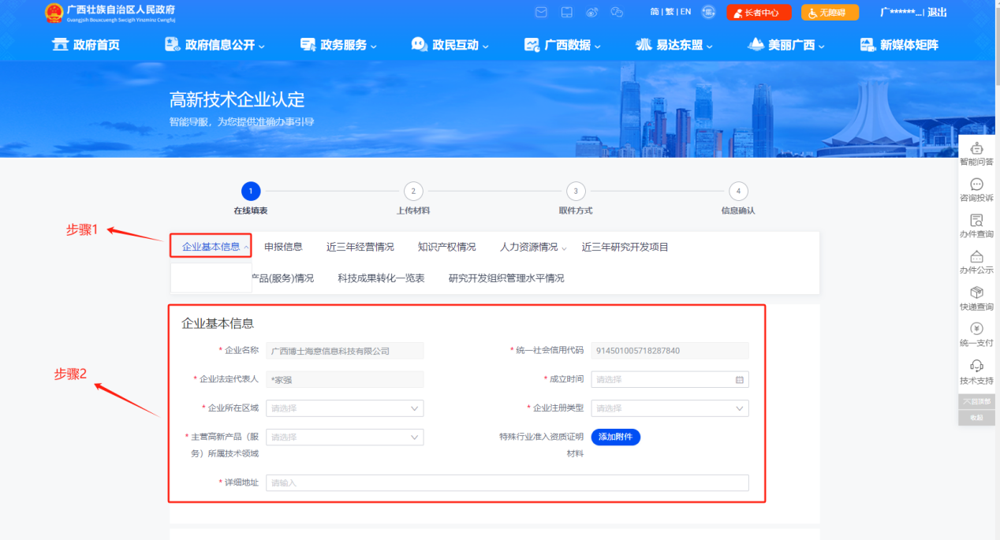 广西壮族自治区人民政府
简 | 繁 | EN
长者中心
无障碍
广******...| 退出
政府首页
政府信息公开
政务服务
政民互动
广西数据
易达东盟
美丽广西
新媒体矩阵
高新技术企业认定
智能导服，为您提供准确办事引导
智能问答
咨询投诉
办件查询
办件公示
快递查询
统一支付
技术支持
收起
1
2
3
4
在线填表
上传材料
取件方式
信息确认
步骤1
企业基本信息
申报信息
近三年经营情况
知识产权情况
人力资源情况
近三年研究开发项目
产品(服务)情况
科技成果转化一览表
研究开发组织管理水平情况
步骤2
企业基本信息
* 企业名称 广西博士海意信息科技有限公司
* 统一社会信用代码 914501005718287840
* 企业法定代表人 *家强
* 成立时间 请选择
* 企业所在区域 请选择
* 企业注册类型 请选择
* 主营高新产品（服务）所属技术领域 请选择
特殊行业准入资质证明材料 添加附件
* 详细地址 请输入